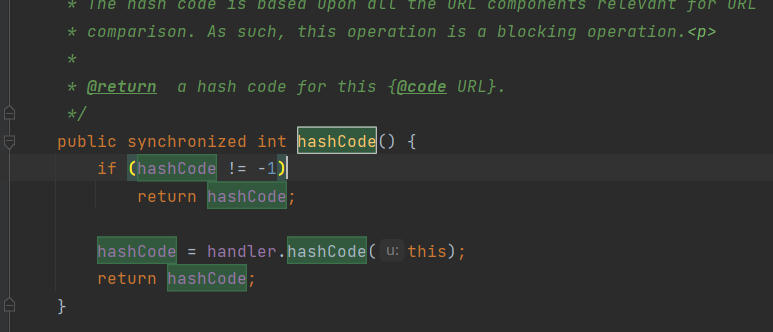 * The hash code is based upon all the URL components relevant for URL
* comparison. As such, this operation is a blocking operation.<p>
*
* @return  a hash code for this {@code URL}.
*/
public synchronized int hashCode() {
if (hashCode != -1)
return hashCode;
hashCode = handler.hashCode( u: this);
return hashCode;
}